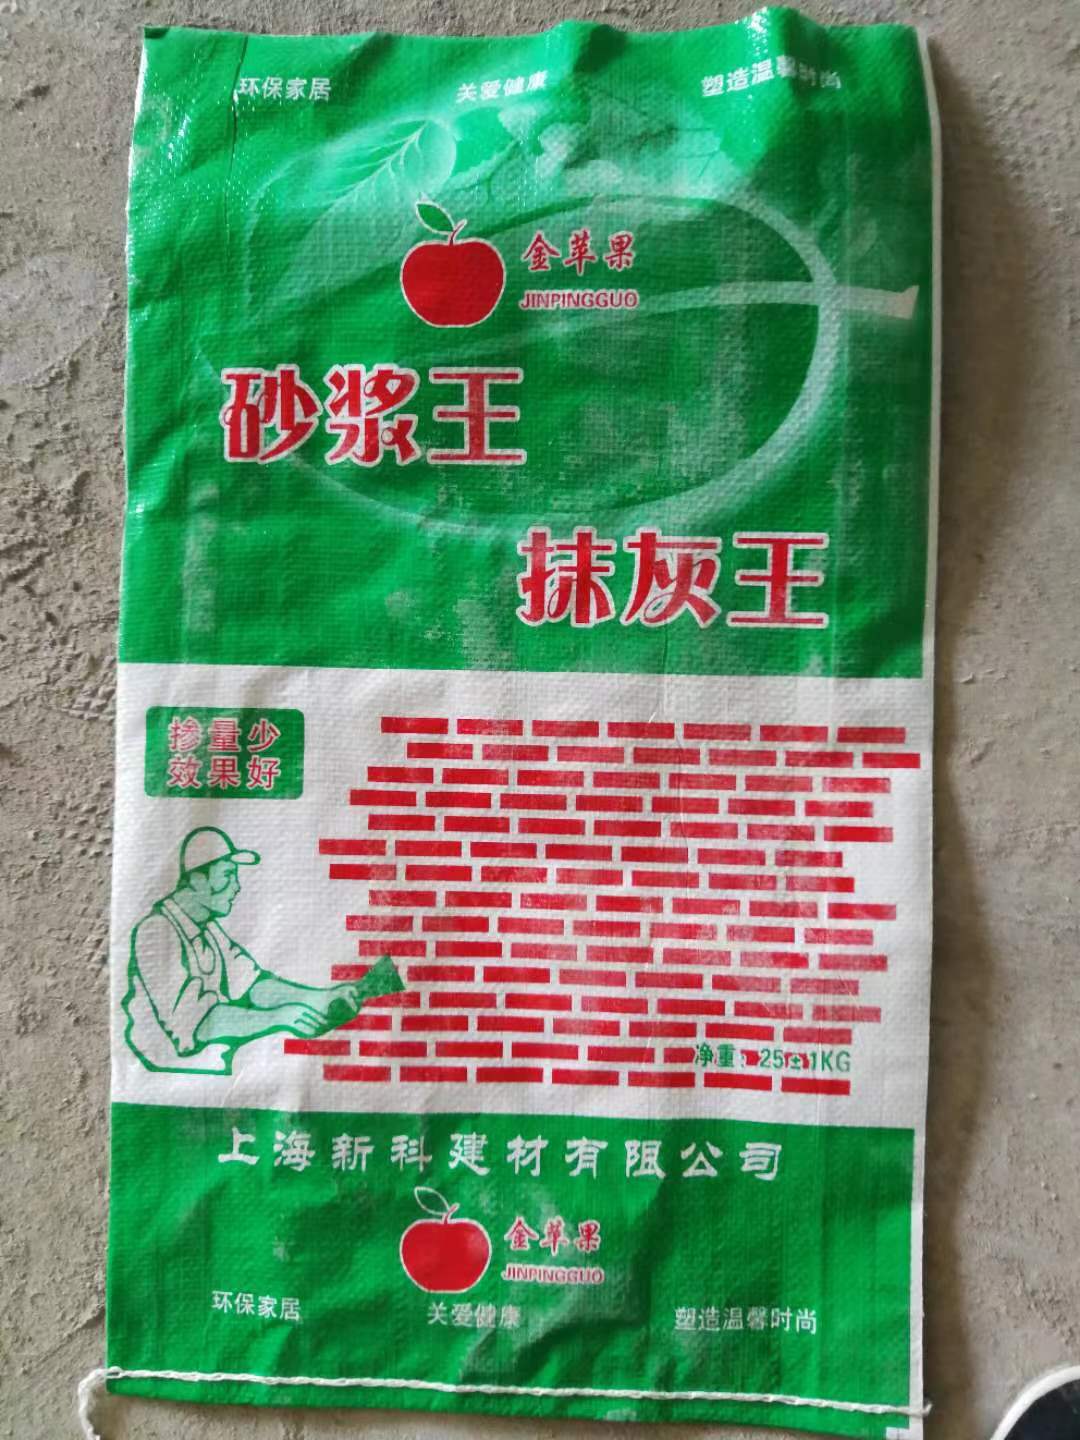 环保家居 关爱健康 塑造温馨时尚
金苹果
JINPINGGUO
砂浆王
抹灰王
掺量少
效果好
净重：25±1KG
上海新科建材有限公司
金苹果
JINPINGGUO
环保家居 关爱健康 塑造温馨时尚